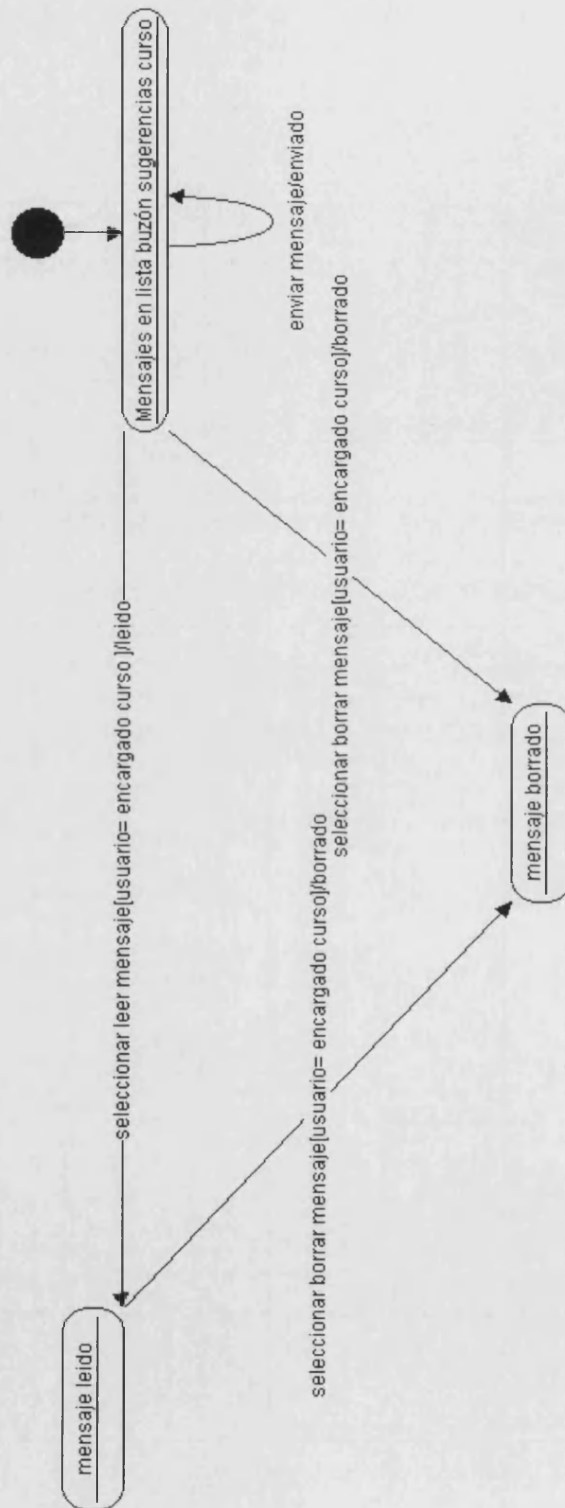 Mensajes en lista buzón sugerencias curso
enviar mensaje/enviado
seleccionar leer mensaje[usuario= encargado curso ]/leido
seleccionar borrar mensaje[usuario= encargado curso]/borrado
seleccionar borrar mensaje[usuario= encargado curso]/borrado
mensaje leido
mensaje borrado